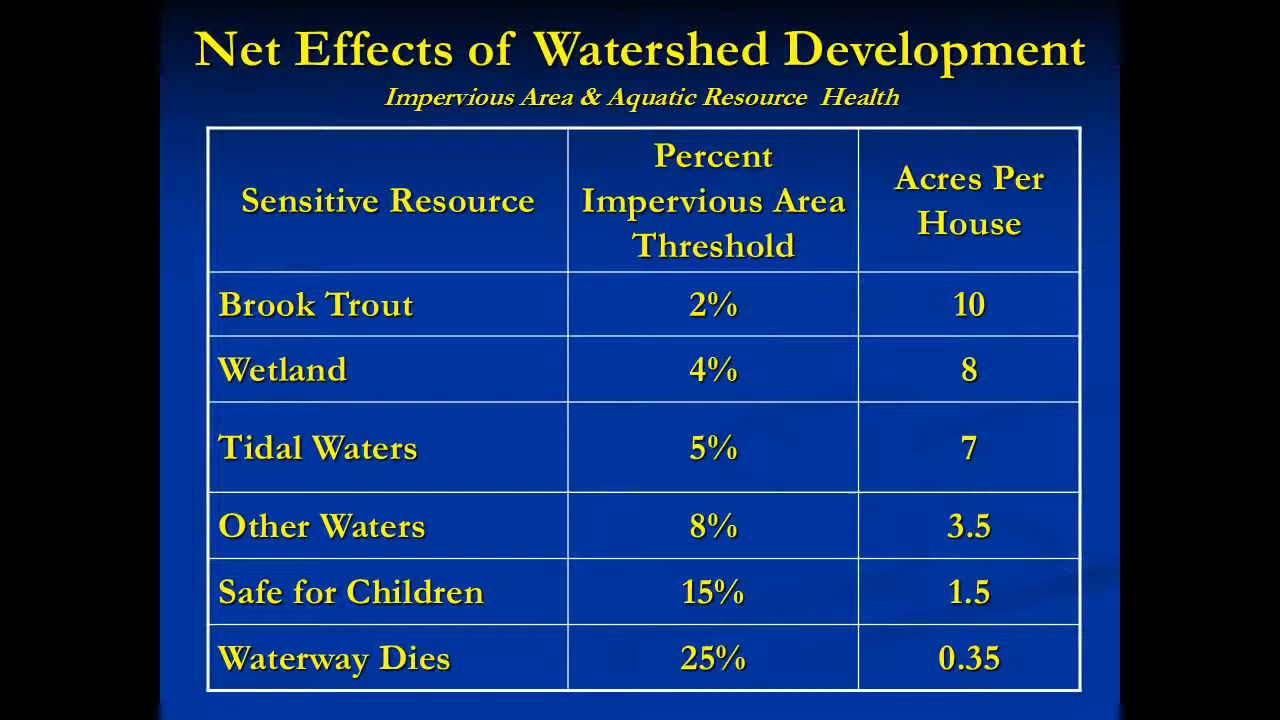 Net Effects of Watershed Development
Impervious Area & Aquatic Resource Health
Sensitive Resource
Percent
Impervious Area
Threshold
Acres Per
House
Brook Trout 2% 10
Wetland 4% 8
Tidal Waters 5% 7
Other Waters 8% 3.5
Safe for Children 15% 1.5
Waterway Dies 25% 0.35